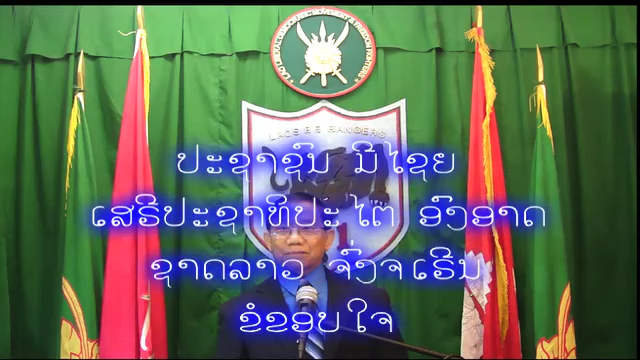 LAOS R.R. RANGERS
ປະຊາຊົນ ມີໄຊຍ
ເສຣີປະຊາທິປະໄຕ ອົງອາດ
ຊາດລາວ ຈົ່ງຈເຣີນ
ຂໍຂອບໃຈ